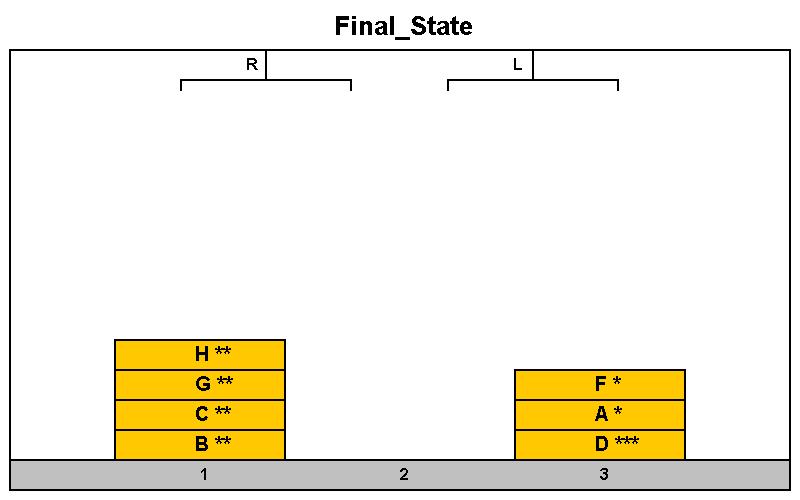 Final_State
R L
H **
G ** F *
C ** A *
B ** D ***
1 2 3